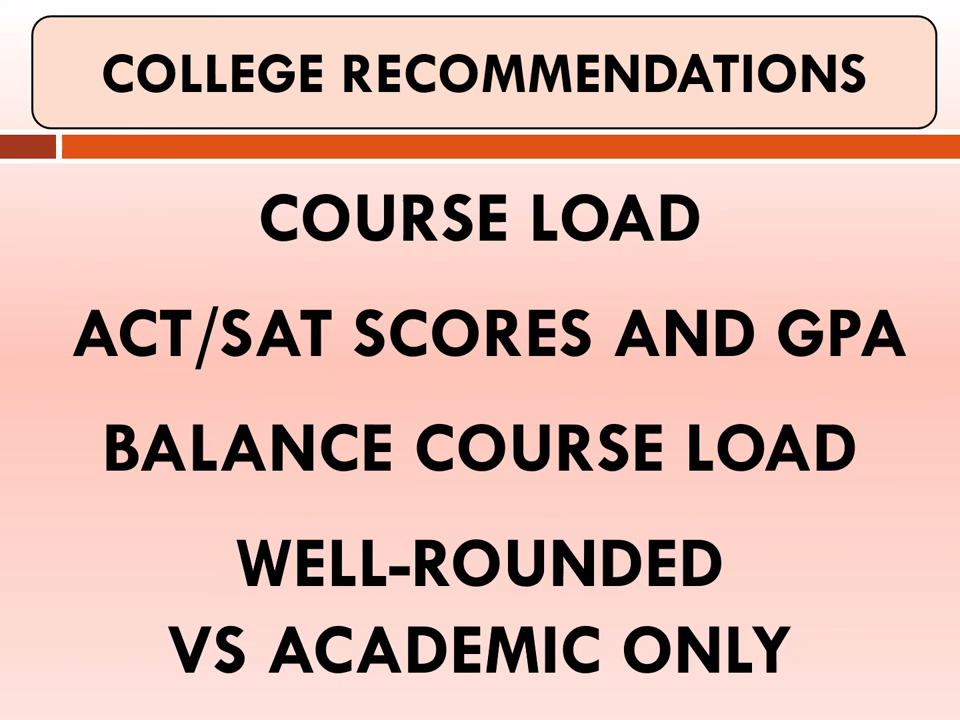 COLLEGE RECOMMENDATIONS
COURSE LOAD
ACT/SAT SCORES AND GPA
BALANCE COURSE LOAD
WELL-ROUNDED
VS ACADEMIC ONLY